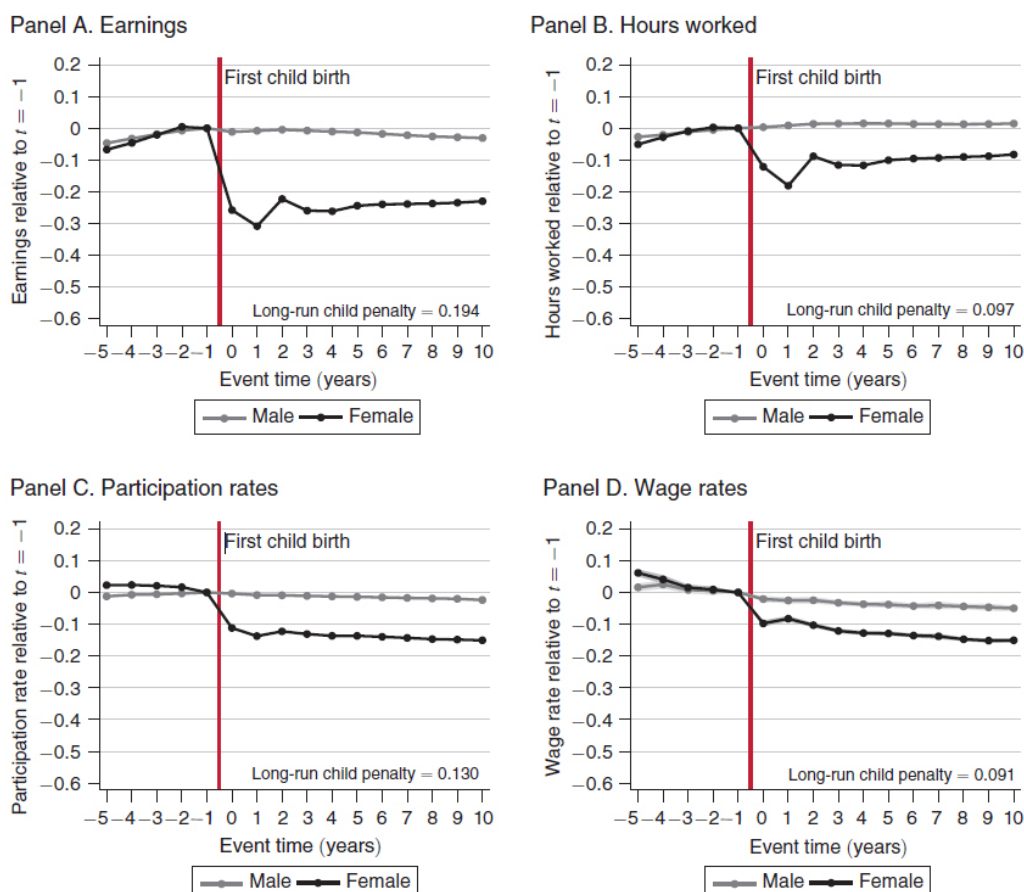 Panel A. Earnings
Earnings relative to t = −1
0.2
0.1
0
−0.1
−0.2
−0.3
−0.4
−0.5
−0.6
First child birth
Long-run child penalty = 0.194
−5 −4 −3 −2 −1 0 1 2 3 4 5 6 7 8 9 10
Event time (years)
Male Female
Panel B. Hours worked
Hours worked relative to t = −1
0.2
0.1
0
−0.1
−0.2
−0.3
−0.4
−0.5
−0.6
First child birth
Long-run child penalty = 0.097
−5 −4 −3 −2 −1 0 1 2 3 4 5 6 7 8 9 10
Event time (years)
Male Female
Panel C. Participation rates
Participation rate relative to t = −1
0.2
0.1
0
−0.1
−0.2
−0.3
−0.4
−0.5
−0.6
First child birth
Long-run child penalty = 0.130
−5 −4 −3 −2 −1 0 1 2 3 4 5 6 7 8 9 10
Event time (years)
Male Female
Panel D. Wage rates
Wage rate relative to t = −1
0.2
0.1
0
−0.1
−0.2
−0.3
−0.4
−0.5
−0.6
First child birth
Long-run child penalty = 0.091
−5 −4 −3 −2 −1 0 1 2 3 4 5 6 7 8 9 10
Event time (years)
Male Female